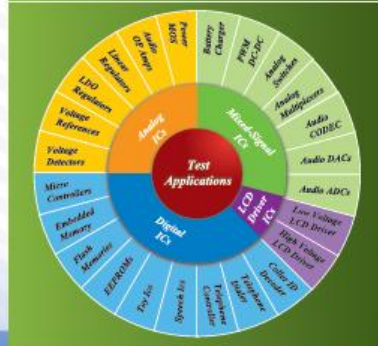 Test
Applications
Analog
ICs
Mixed-Signal
ICs
LCD
Driver
ICs
Digital
ICs
Voltage
Detectors
Voltage
References
LDO
Regulators
Linear
Regulators
Audio
OP Amps
Power
MOS
Battery
Charger
PWM
DC-DC
Analog
Switches
Analog
Multiplexers
Audio
CODEC
Audio DACs
Audio ADCs
Low Voltage
LCD Driver
High Voltage
LCD Driver
Caller ID
Decoder
Telephone
Dialer
Telephone
Controller
Speech Ics
Toy Ics
EEPROMs
Flash
Memories
Embedded
Memory
Micro
Controllers